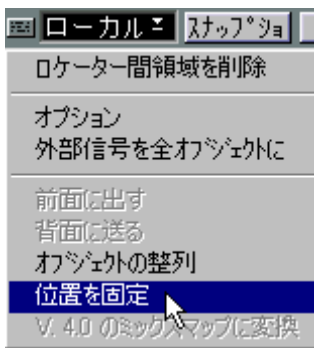 ローカル ｽﾅｯﾌﾟｼｮ
ロケーター間領域を削除
オプション
外部信号を全ｵﾌﾞｼﾞｪｸﾄに
前面に出す
背面に送る
ｵﾌﾞｼﾞｪｸﾄの整列
位置を固定
V. 4.0 のﾐｯｸｽマップに変換